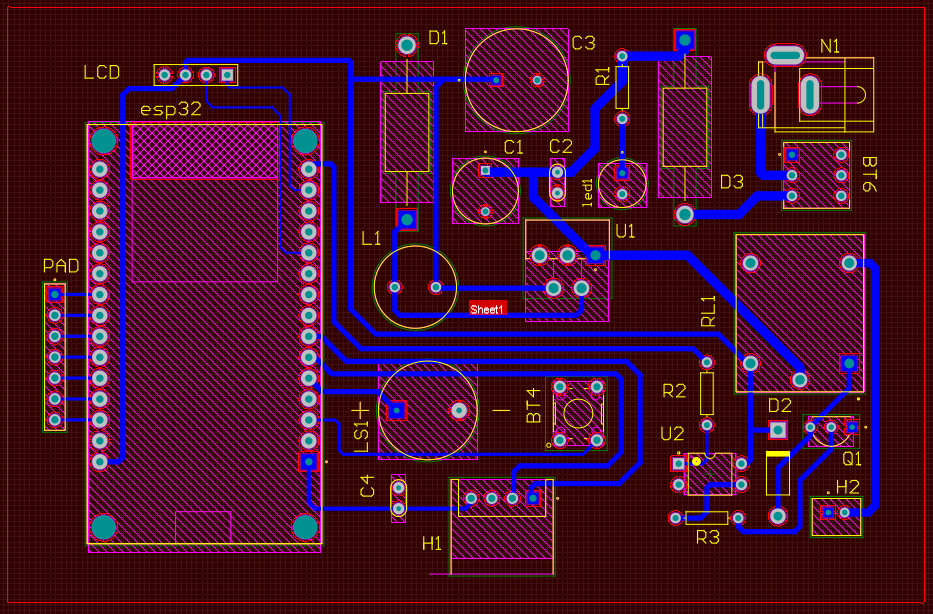 D1
C3
N1
LCD
R1
esp32
C1
C2
BT6
led1
D3
U1
L1
PAD
Sheet1
RL1
R2
BT4
LS1
+
−
D2
U2
Q1
C4
H2
R3
H1